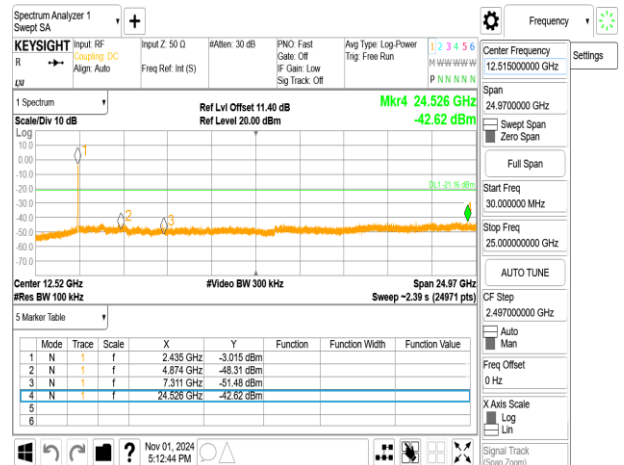 Spectrum Analyzer 1
Swept SA
+
Frequency
KEYSIGHT
R
Input: RF
Coupling: DC
Align: Auto
Input Z: 50 Ω
Freq Ref: Int (S)
#Atten: 30 dB
PNO: Fast
Gate: Off
IF Gain: Low
Sig Track: Off
Avg Type: Log-Power
Trig: Free Run
1 2 3 4 5 6
M W W W W W
P N N N N N
1 Spectrum
Scale/Div 10 dB
Ref Lvl Offset 11.40 dB
Ref Level 20.00 dBm
Mkr4 24.526 GHz
-42.62 dBm
Log
10.0
0.00
-10.0
-20.0
-30.0
-40.0
-50.0
-60.0
-70.0
1
2
3
DL1 -21.16 dBm
Center 12.52 GHz
#Res BW 100 kHz
#Video BW 300 kHz
Span 24.97 GHz
Sweep ~2.39 s (24971 pts)
5 Marker Table
Mode Trace Scale X Y Function Function Width Function Value
1 N 1 f 2.435 GHz -3.015 dBm
2 N 1 f 4.874 GHz -48.31 dBm
3 N 1 f 7.311 GHz -51.48 dBm
4 N 1 f 24.526 GHz -42.62 dBm
5
6
?
Nov 01, 2024
5:12:44 PM
Center Frequency
12.515000000 GHz
Settings
Span
24.9700000 GHz
Swept Span
Zero Span
Full Span
Start Freq
30.000000 MHz
Stop Freq
25.000000000 GHz
AUTO TUNE
CF Step
2.497000000 GHz
Auto
Man
Freq Offset
0 Hz
X Axis Scale
Log
Lin
Signal Track
(Span Zoom)